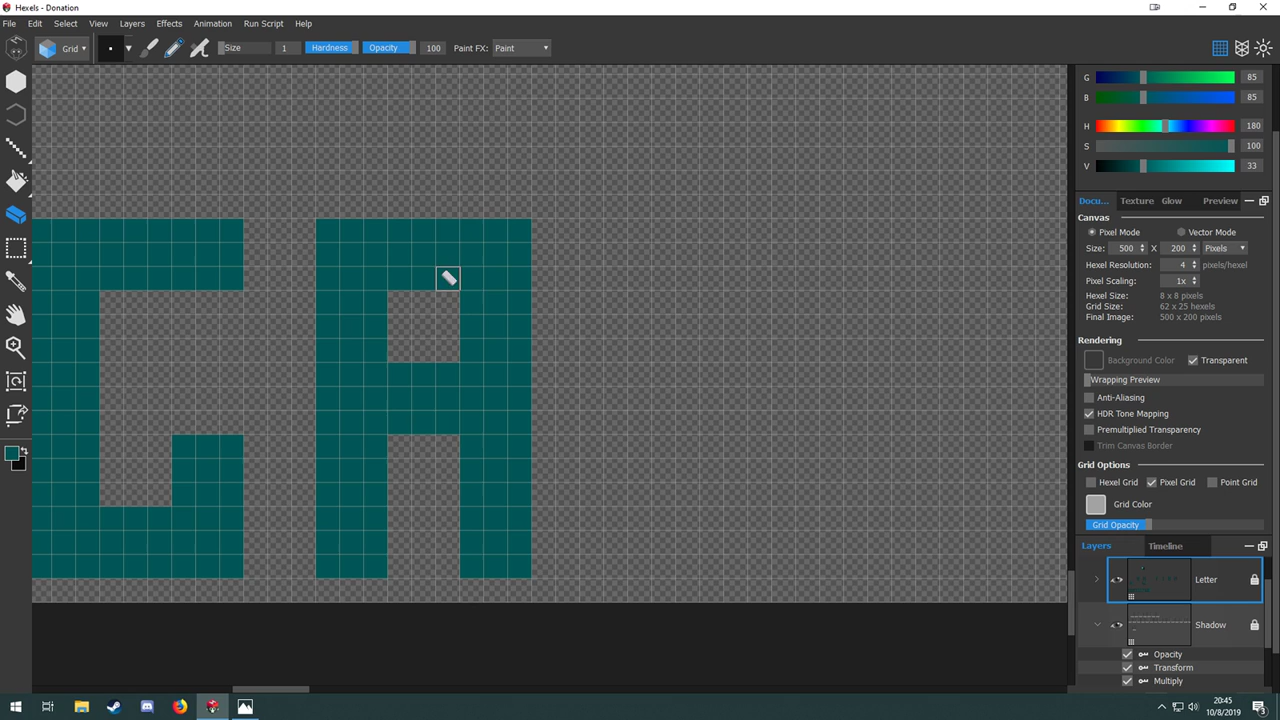 Hexels - Donation
File Edit Select View Layers Effects Animation Run Script Help
Grid Size 1 Hardness Opacity 100 Paint FX: Paint
G 85
B 85
H 180
S 100
V 33
Docu... Texture Glow Preview
Canvas
Pixel Mode Vector Mode
Size: 500 X 200 Pixels
Hexel Resolution: 4 pixels/hexel
Pixel Scaling: 1x
Hexel Size: 8 x 8 pixels
Grid Size: 62 x 25 hexels
Final Image: 500 x 200 pixels
Rendering
Background Color Transparent
Wrapping Preview
Anti-Aliasing
HDR Tone Mapping
Premultiplied Transparency
Trim Canvas Border
Grid Options
Hexel Grid Pixel Grid Point Grid
Grid Color
Grid Opacity
Layers Timeline
Letter
Shadow
Opacity
Transform
Multiply
GA
20:45
10/8/2019
3